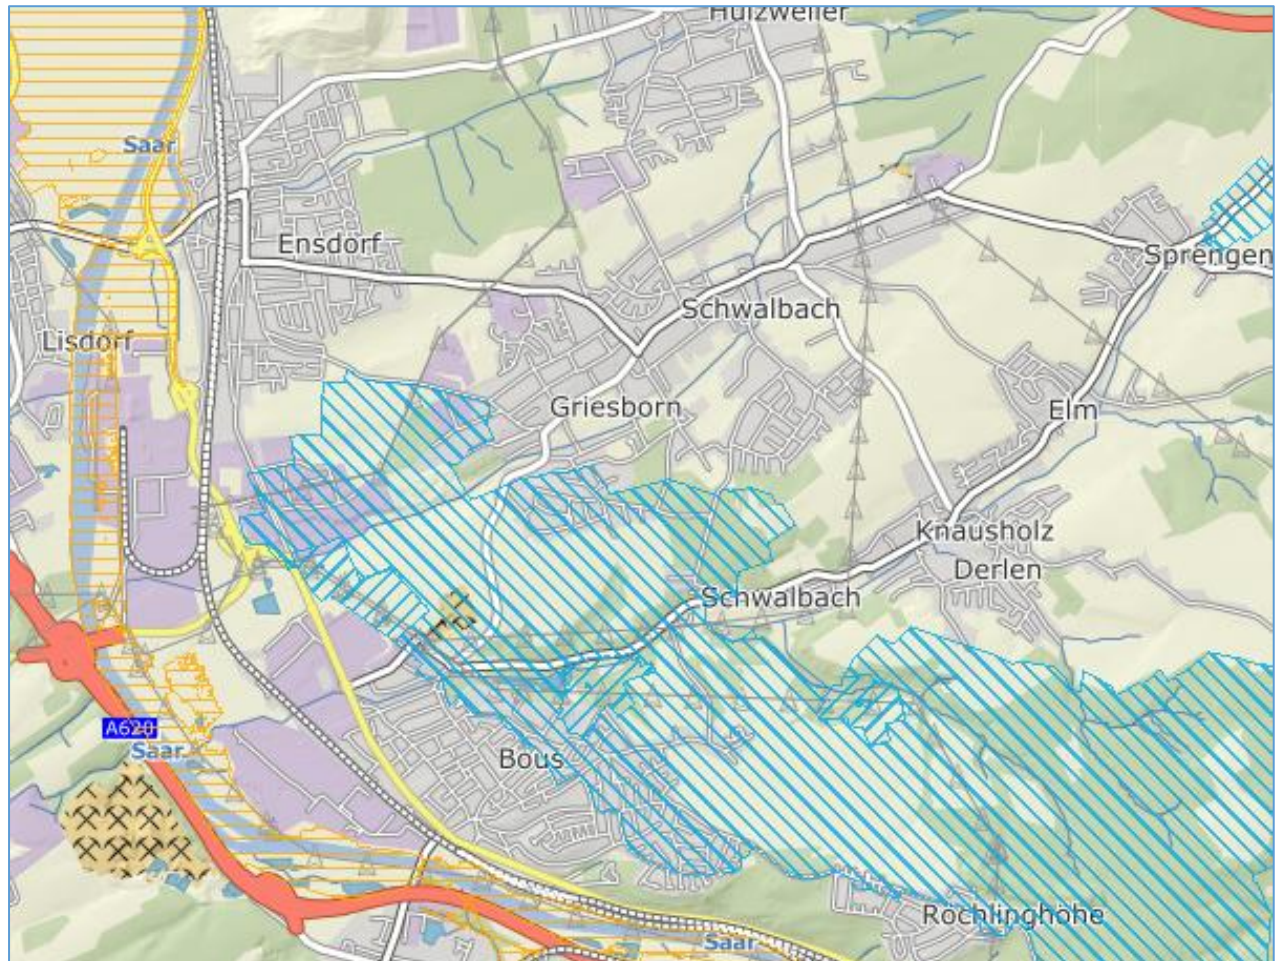 Hülzweiler
Saar
Ensdorf
Sprengen
Schwalbach
Lisdorf
Griesborn
Elm
Knausholz
Derlen
Schwalbach
A620
Saar
Bous
Röchlinghöhe
Saar